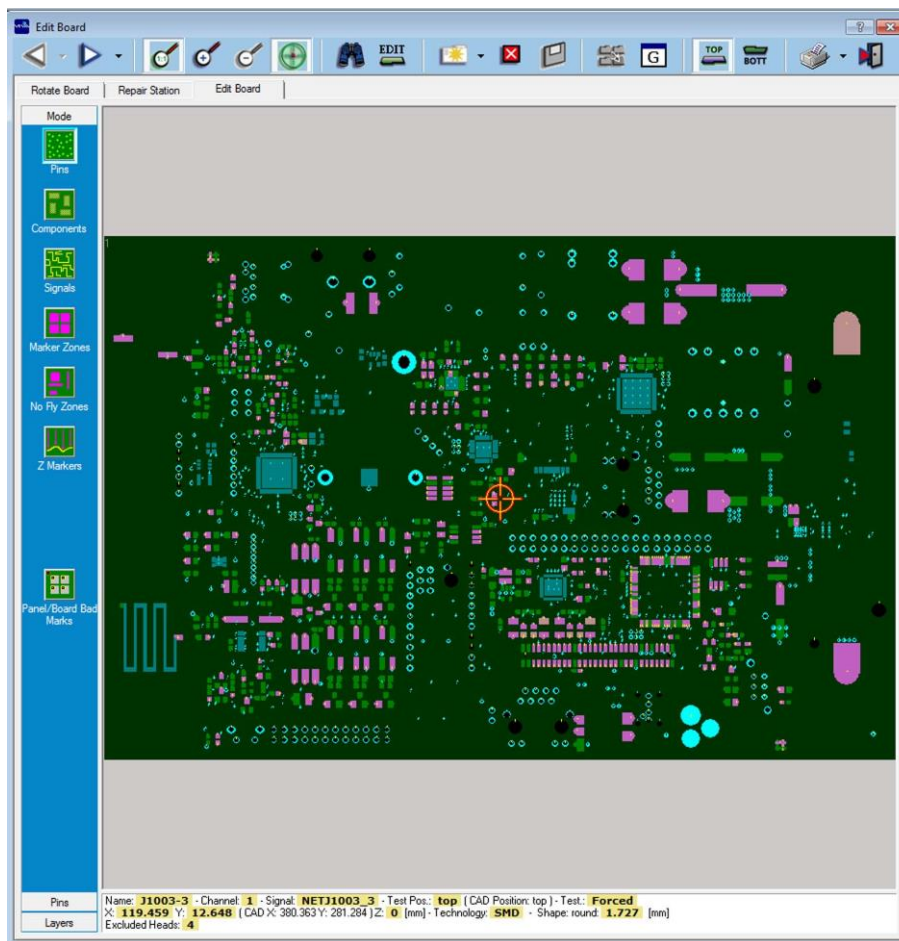 Edit Board
EDIT
G
TOP
BOTT
Rotate Board
Repair Station
Edit Board
Mode
Pins
Components
Signals
Marker Zones
No Fly Zones
Z Markers
Panel/Board Bad
Marks
Pins
Layers
1
Name: J1003-3 - Channel: 1 - Signal: NETJ1003_3 - Test Pos.: top ( CAD Position: top ) - Test.: Forced
X: 119.459 Y: 12.648 ( CAD X: 380.363 Y: 281.284 ) Z: 0 [mm] - Technology: SMD - Shape: round: 1.727 [mm]
Excluded Heads: 4